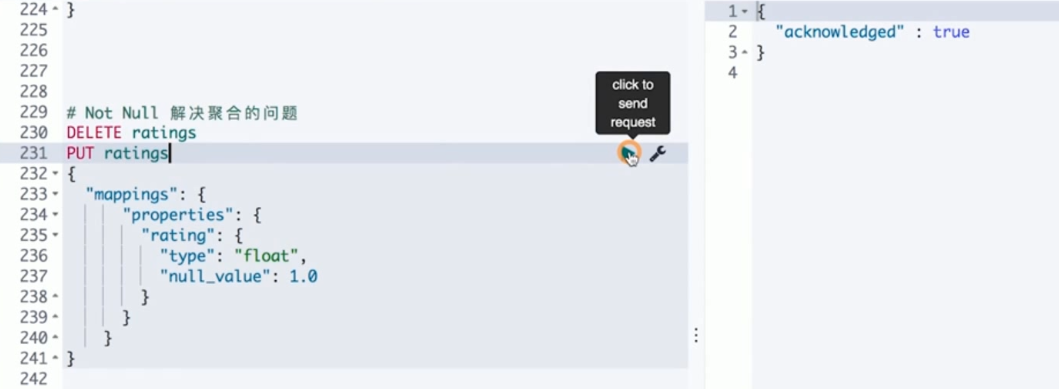 224 }
225
226
227
228
229 # Not Null 解决聚合的问题
230 DELETE ratings
231 PUT ratings
232 {
233 "mappings": {
234 "properties": {
235 "rating": {
236 "type": "float",
237 "null_value": 1.0
238 }
239 }
240 }
241 }
242
click to
send
request
1 {
2 "acknowledged" : true
3 }
4